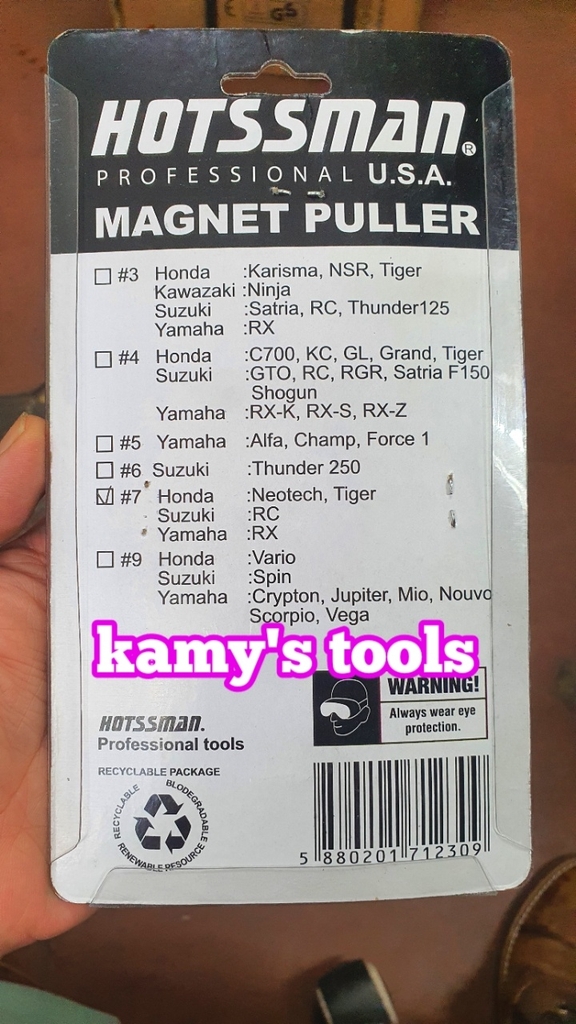 GS
HOTSSMAN®
PROFESSIONAL U.S.A.
MAGNET PULLER
☐ #3 Honda :Karisma, NSR, Tiger
Kawazaki :Ninja
Suzuki :Satria, RC, Thunder125
Yamaha :RX
☐ #4 Honda :C700, KC, GL, Grand, Tiger
Suzuki :GTO, RC, RGR, Satria F150
Shogun
Yamaha :RX-K, RX-S, RX-Z
☐ #5 Yamaha :Alfa, Champ, Force 1
☐ #6 Suzuki :Thunder 250
☑ #7 Honda :Neotech, Tiger
Suzuki :RC
Yamaha :RX
☐ #9 Honda :Vario
Suzuki :Spin
Yamaha :Crypton, Jupiter, Mio, Nouvo
Scorpio, Vega
kamy's tools
WARNING!
Always wear eye
protection.
HOTSSMAN.
Professional tools
RECYCLABLE PACKAGE
RECYCLABLE BLODEGRADABLE
RENEWABLE RESOURCE
5 880201 712309